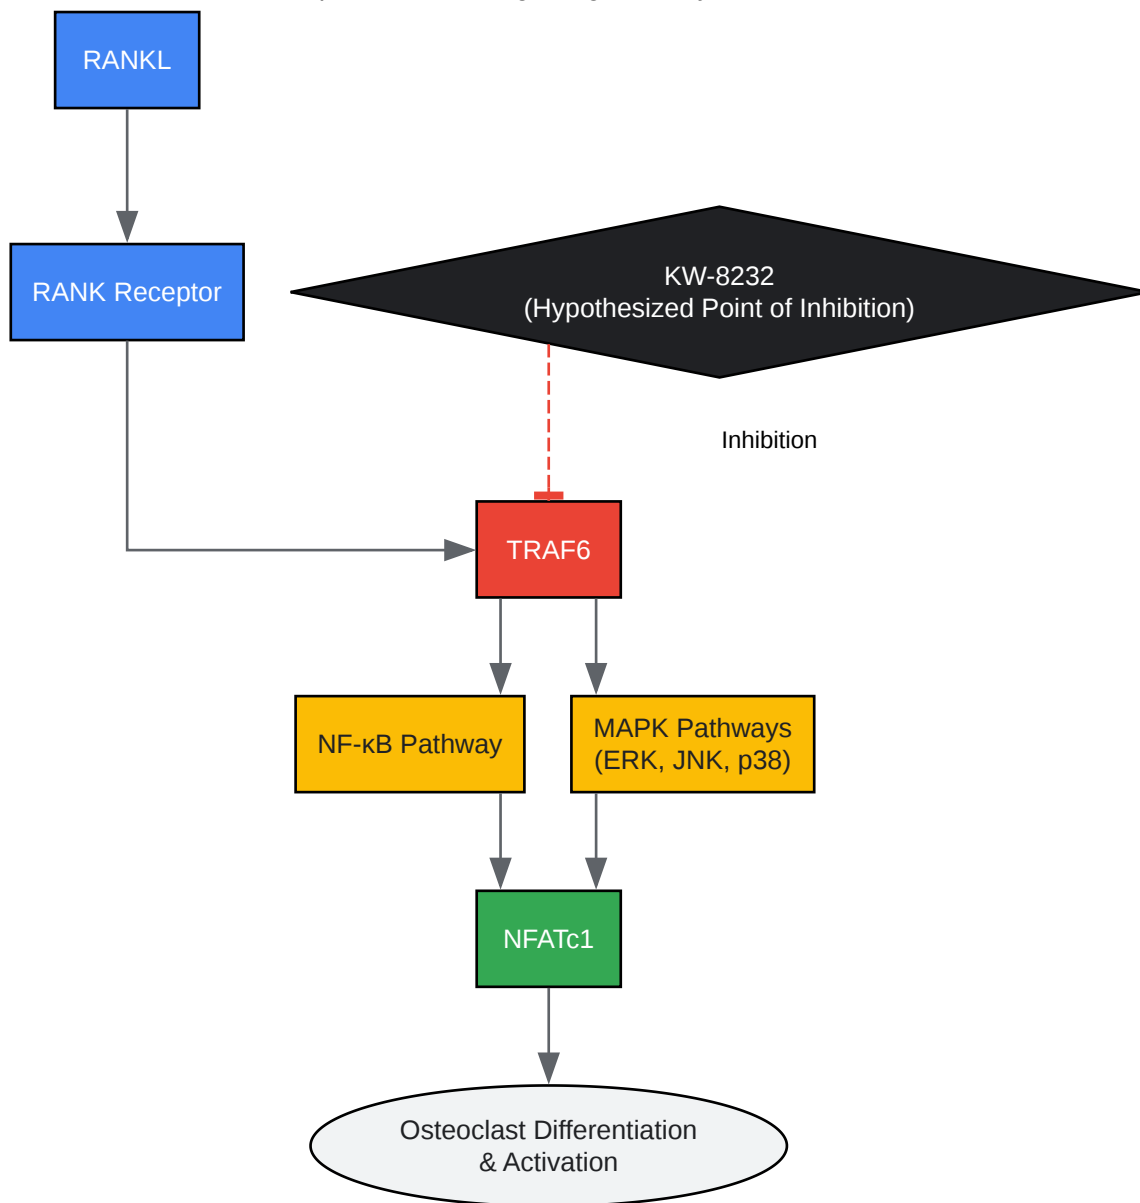 RANKL
RANK Receptor
KW-8232
(Hypothesized Point of Inhibition)
Inhibition
TRAF6
NF-κB Pathway
MAPK Pathways
(ERK, JNK, p38)
NFATc1
Osteoclast Differentiation
& Activation